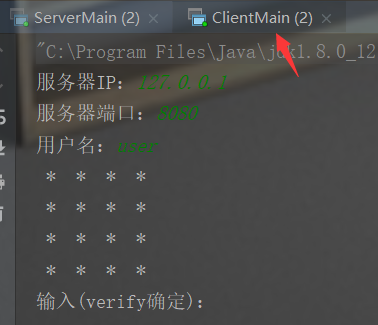 ServerMain (2) × ClientMain (2) ×
"C:\Program Files\Java\jdk1.8.0_12
服务器IP：127.0.0.1
服务器端口：8080
用户名：user
* * * *
* * * *
* * * *
* * * *
输入(verify确定)：